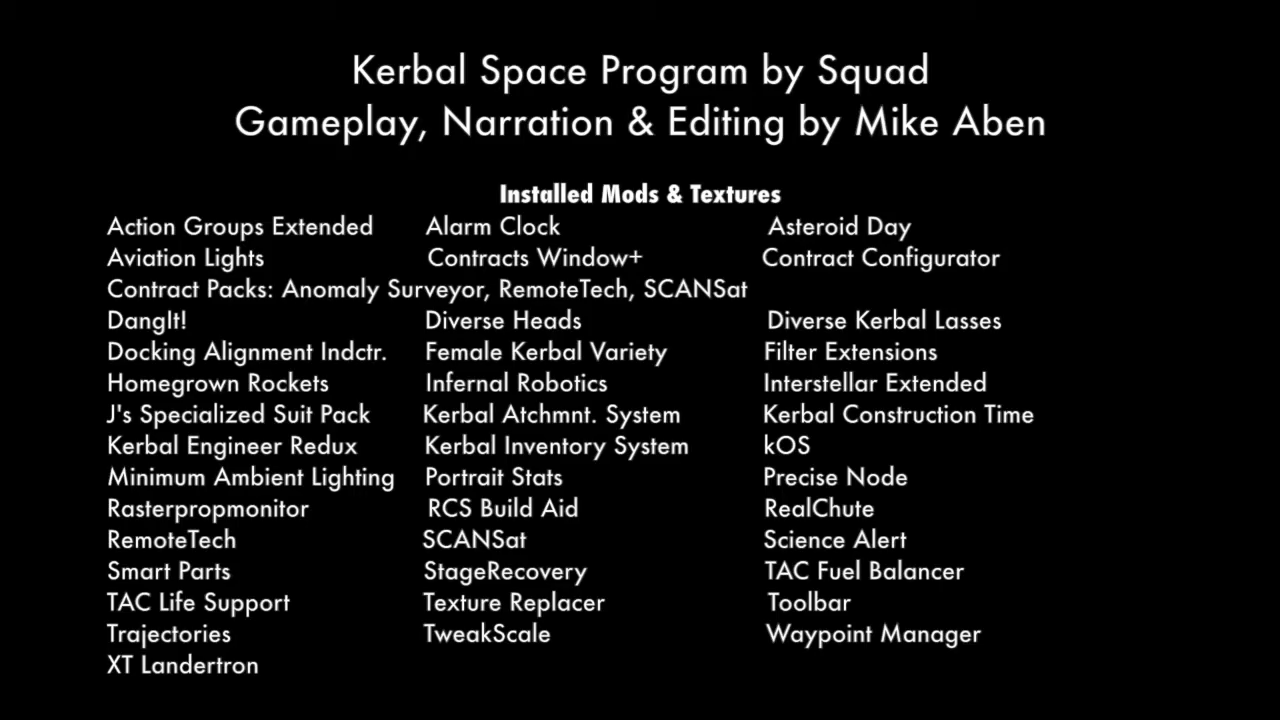 Kerbal Space Program by Squad
Gameplay, Narration & Editing by Mike Aben
Installed Mods & Textures
Action Groups Extended Alarm Clock Asteroid Day
Aviation Lights Contracts Window+ Contract Configurator
Contract Packs: Anomaly Surveyor, RemoteTech, SCANSat
DangIt! Diverse Heads Diverse Kerbal Lasses
Docking Alignment Indctr. Female Kerbal Variety Filter Extensions
Homegrown Rockets Infernal Robotics Interstellar Extended
J's Specialized Suit Pack Kerbal Atchmnt. System Kerbal Construction Time
Kerbal Engineer Redux Kerbal Inventory System kOS
Minimum Ambient Lighting Portrait Stats Precise Node
Rasterpropmonitor RCS Build Aid RealChute
RemoteTech SCANSat Science Alert
Smart Parts StageRecovery TAC Fuel Balancer
TAC Life Support Texture Replacer Toolbar
Trajectories TweakScale Waypoint Manager
XT Landertron